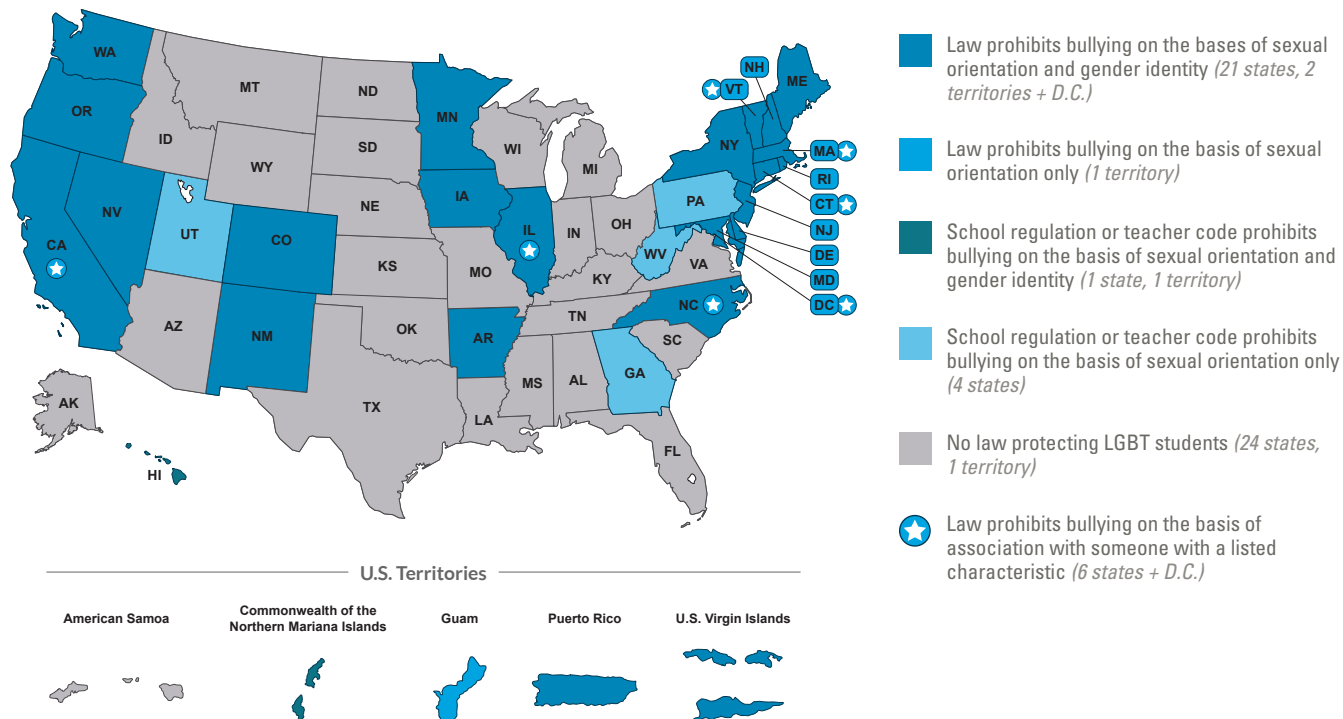 WA
MT
ND
MN
OR
ID
SD
WI
WY
MI
NH
VT
ME
NY
MA
RI
CT
NJ
DE
MD
DC
NV
UT
CA
CO
NE
IA
IL
IN
OH
PA
WV
VA
KS
MO
KY
NC
TN
AZ
NM
OK
AR
SC
MS
AL
GA
TX
LA
FL
AK
HI
Law prohibits bullying on the bases of sexual
orientation and gender identity (21 states, 2
territories + D.C.)
Law prohibits bullying on the basis of sexual
orientation only (1 territory)
School regulation or teacher code prohibits
bullying on the basis of sexual orientation and
gender identity (1 state, 1 territory)
School regulation or teacher code prohibits
bullying on the basis of sexual orientation only
(4 states)
No law protecting LGBT students (24 states,
1 territory)
Law prohibits bullying on the basis of
association with someone with a listed
characteristic (6 states + D.C.)
U.S. Territories
American Samoa
Commonwealth of the
Northern Mariana Islands
Guam
Puerto Rico
U.S. Virgin Islands